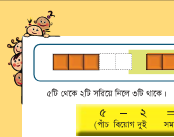 ৫টি থেকে ২টি সরিয়ে নিলে ৩টি থাকে।
৫ – ২ =
(পাঁচ বিয়োগ দুই